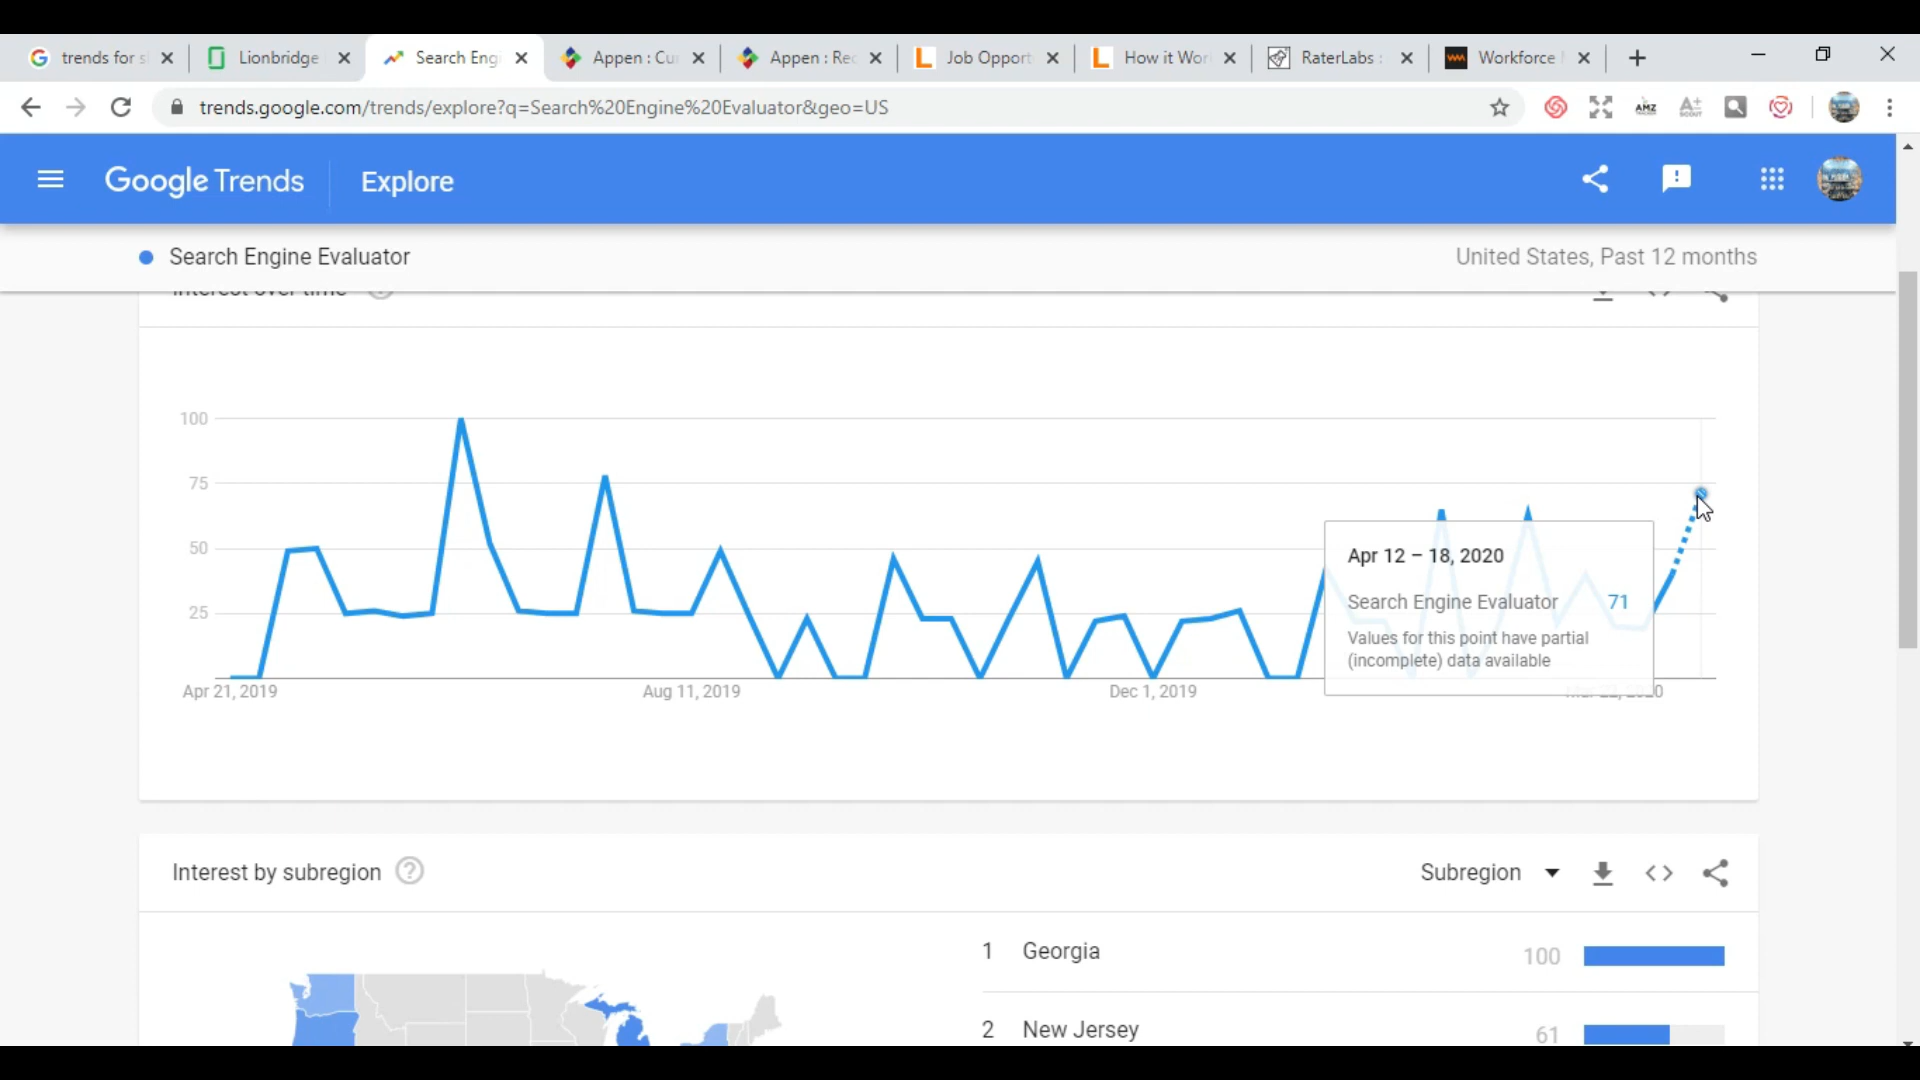 trends for s
Lionbridge
Search Eng
Appen : Cu
Appen : Rec
Job Opport
How it Wor
RaterLabs :
Workforce
trends.google.com/trends/explore?q=Search%20Engine%20Evaluator&geo=US
Google Trends
Explore
Search Engine Evaluator
United States, Past 12 months
Interest over time
100
75
50
25
Apr 12 – 18, 2020
Search Engine Evaluator 71
Values for this point have partial
(incomplete) data available
Apr 21, 2019
Aug 11, 2019
Dec 1, 2019
Interest by subregion
Subregion
1 Georgia 100
2 New Jersey 61